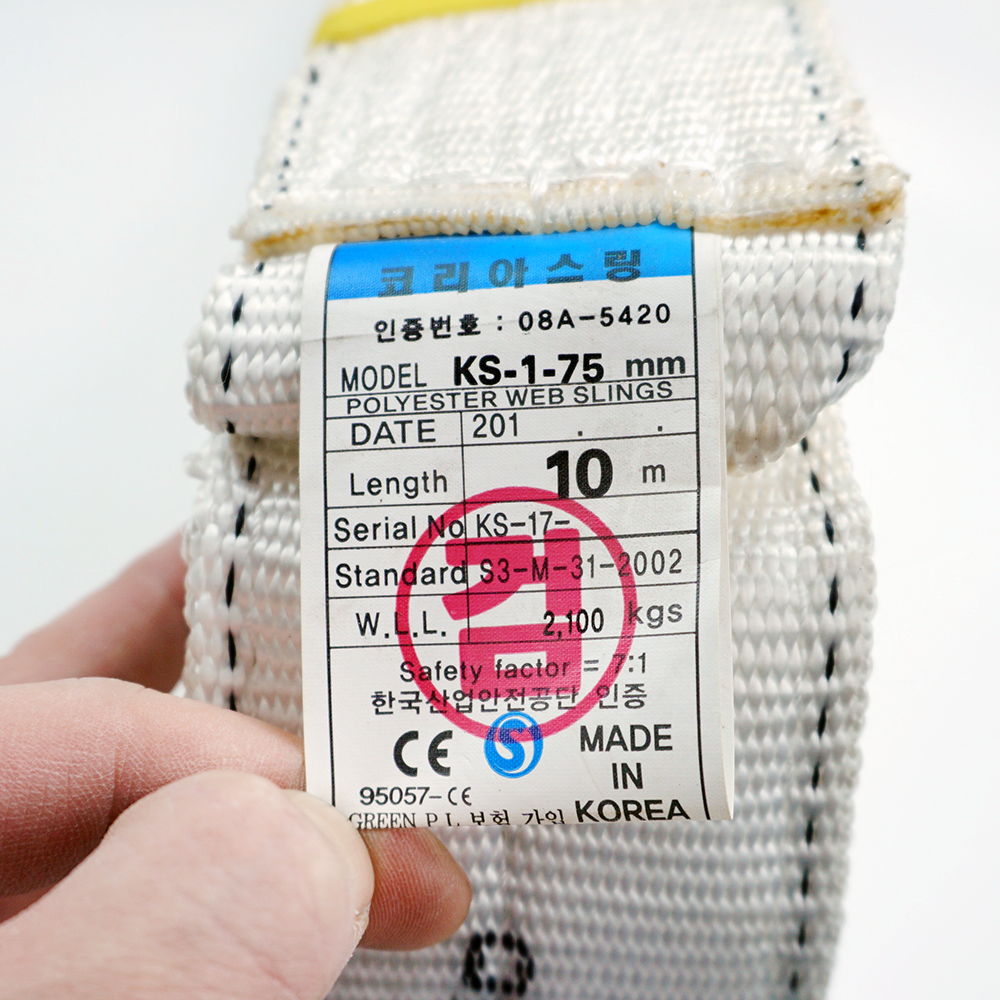 코리아스링
인증번호 : 08A-5420
MODEL KS-1-75 mm
POLYESTER WEB SLINGS
DATE 201 . .
Length 10 m
Serial No KS-17-
Standard S3-M-31-2002
W.L.L. 2,100 kgs
검
Safety factor = 7:1
한국산업안전공단 인증
CE S MADE
IN
95057-CE KOREA
GREEN P.L 보험 가입